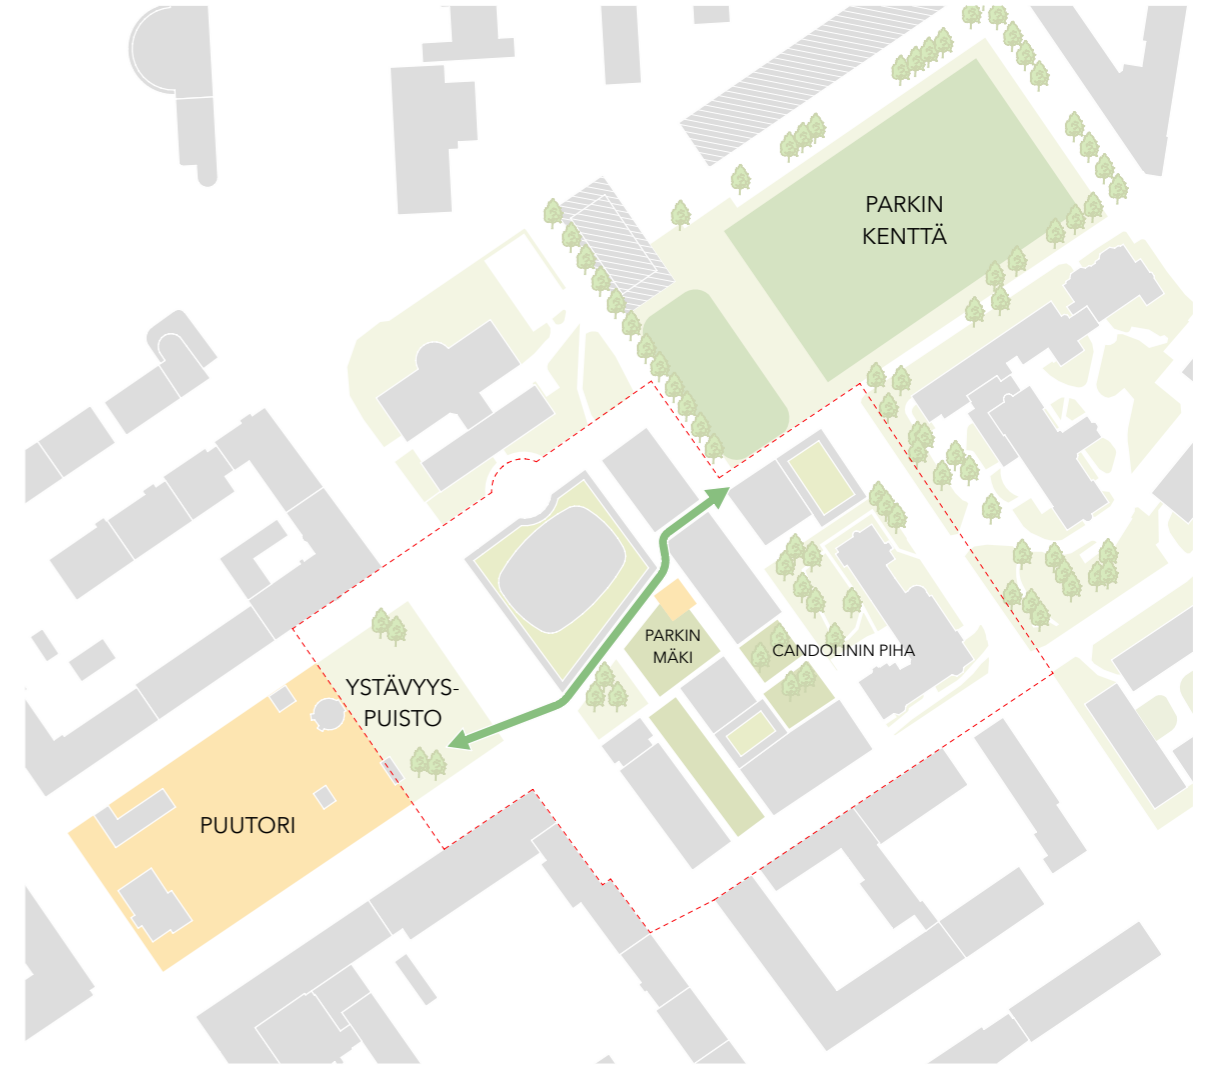 PARKIN
KENTTÄ
PARKIN
MÄKI
CANDOLININ PIHA
YSTÄVYYS-
PUISTO
PUUTORI